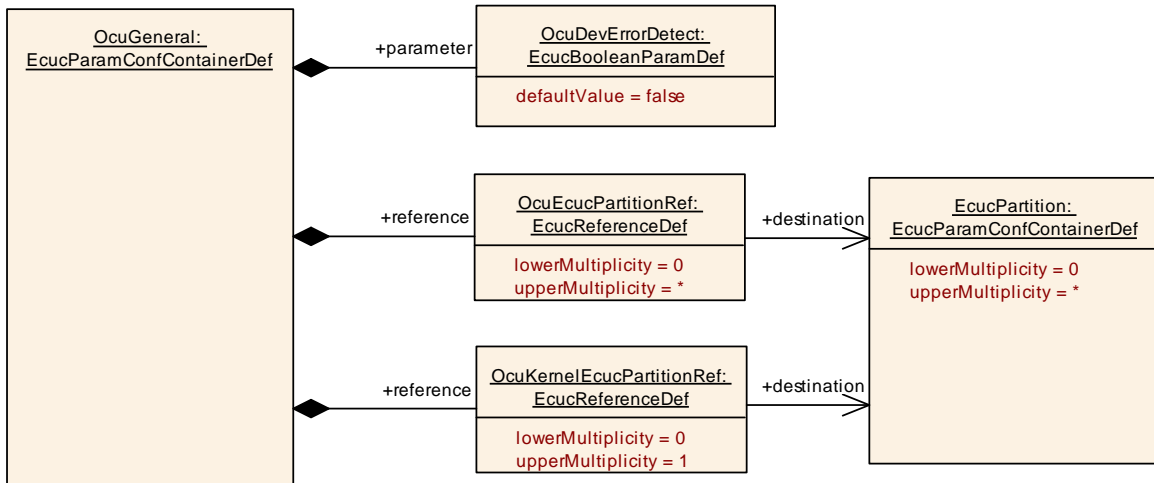 OcuGeneral:
EcucParamConfContainerDef
+parameter
OcuDevErrorDetect:
EcucBooleanParamDef
defaultValue = false
+reference
OcuEcucPartitionRef:
EcucReferenceDef
lowerMultiplicity = 0
upperMultiplicity = *
+destination
EcucPartition:
EcucParamConfContainerDef
lowerMultiplicity = 0
upperMultiplicity = *
+reference
OcuKernelEcucPartitionRef:
EcucReferenceDef
lowerMultiplicity = 0
upperMultiplicity = 1
+destination